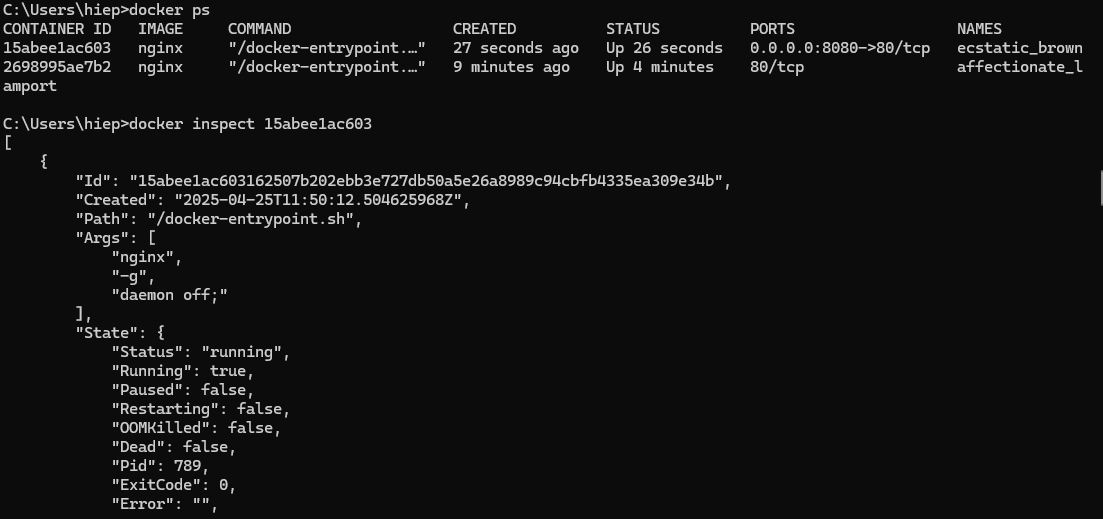 C:\Users\hiep>docker ps
CONTAINER ID   IMAGE     COMMAND                  CREATED          STATUS          PORTS                  NAMES
15abee1ac603   nginx     "/docker-entrypoint.…"   27 seconds ago   Up 26 seconds   0.0.0.0:8080->80/tcp   ecstatic_brown
2698995ae7b2   nginx     "/docker-entrypoint.…"   9 minutes ago    Up 4 minutes    80/tcp                 affectionate_l
amport
C:\Users\hiep>docker inspect 15abee1ac603
[
    {
        "Id": "15abee1ac603162507b202ebb3e727db50a5e26a8989c94cbfb4335ea309e34b",
        "Created": "2025-04-25T11:50:12.504625968Z",
        "Path": "/docker-entrypoint.sh",
        "Args": [
            "nginx",
            "-g",
            "daemon off;"
        ],
        "State": {
            "Status": "running",
            "Running": true,
            "Paused": false,
            "Restarting": false,
            "OOMKilled": false,
            "Dead": false,
            "Pid": 789,
            "ExitCode": 0,
            "Error": "",